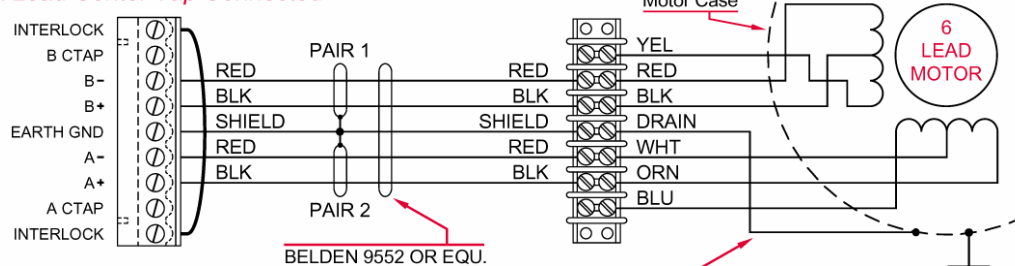 Motor Case
INTERLOCK
B CTAP
B-
B+
EARTH GND
A-
A+
A CTAP
INTERLOCK
PAIR 1
RED RED
BLK BLK
SHIELD SHIELD
RED RED
BLK BLK
PAIR 2
BELDEN 9552 OR EQU.
YEL
RED
BLK
DRAIN
WHT
ORN
BLU
6
LEAD
MOTOR